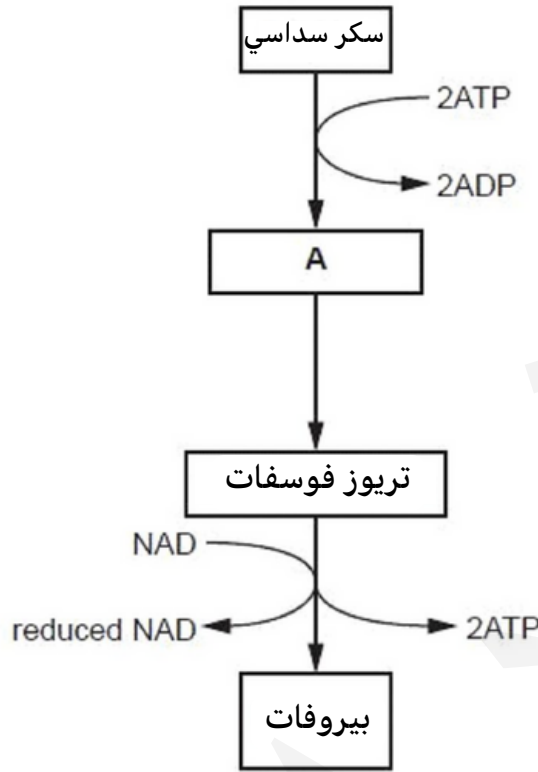 سكر سداسي
2ATP
2ADP
A
تريوز فوسفات
NAD
reduced NAD
2ATP
بيروفات